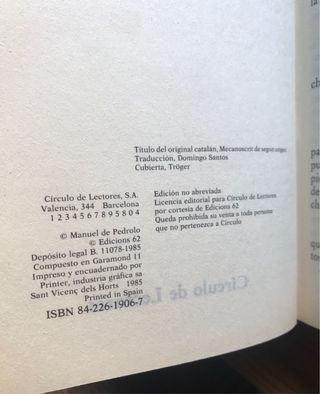 Título del original catalán, Mecanoscrit de segon origen
Traducción, Domingo Santos
Cubierta, Tröger
Círculo de Lectores, S.A.
Valencia, 344 Barcelona
1 2 3 4 5 6 7 8 9 5 8 0 4
© Manuel de Pedrolo
© Edicions 62
Depósito legal B. 11078-1985
Compuesto en Garamond 11
Impreso y encuadernado por
Printer, industria gráfica sa
Sant Vicenç dels Horts 1985
Printed in Spain
ISBN 84-226-1906-7
Edición no abreviada
Licencia editorial para Círculo de Lectores
por cortesía de Edicions 62
Queda prohibida su venta a toda persona
que no pertenezca a Círculo